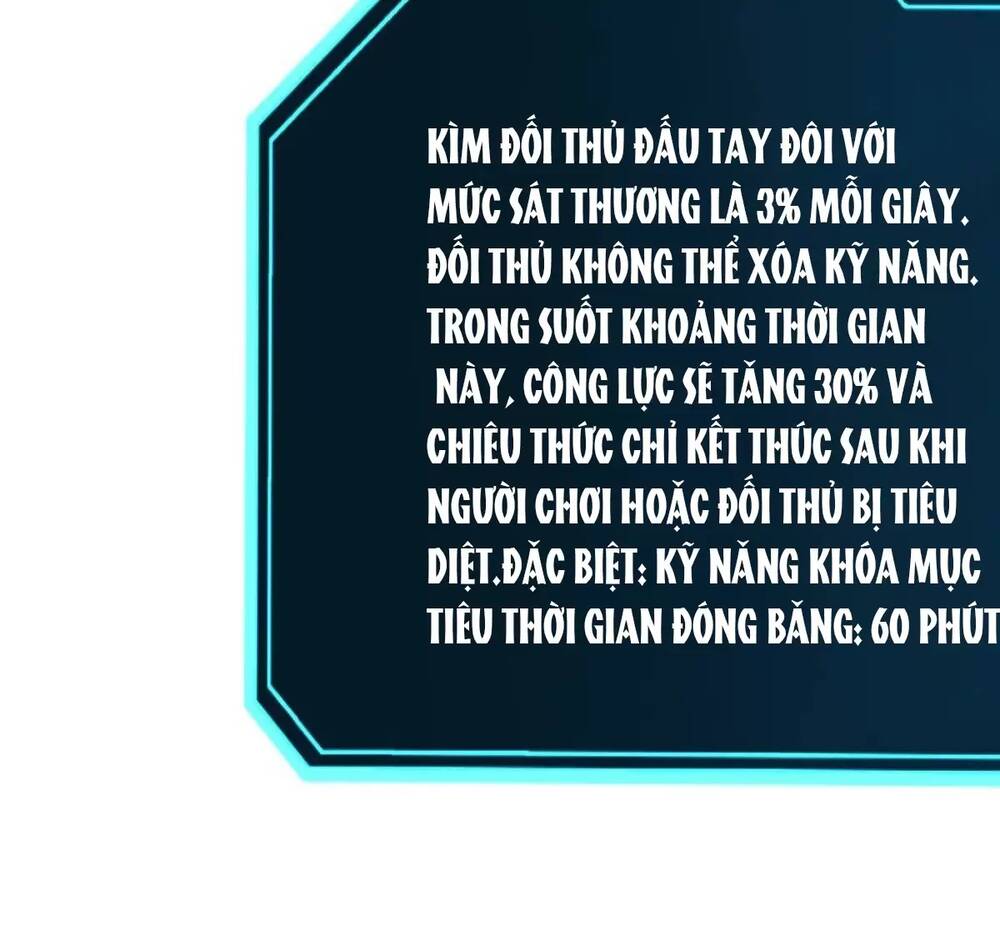 KÌM ĐỐI THỦ ĐẤU TAY ĐÔI VỚI
MỨC SÁT THƯƠNG LÀ 3% MỖI GIÂY.
ĐỐI THỦ KHÔNG THỂ XÓA KỸ NĂNG.
TRONG SUỐT KHOẢNG THỜI GIAN
NÀY, CÔNG LỰC SẼ TĂNG 30% VÀ
CHIÊU THỨC CHỈ KẾT THÚC SAU KHI
NGƯỜI CHƠI HOẶC ĐỐI THỦ BỊ TIÊU
DIỆT.ĐẶC BIỆT: KỸ NĂNG KHÓA MỤC
TIÊU THỜI GIAN ĐÓNG BĂNG: 60 PHÚT